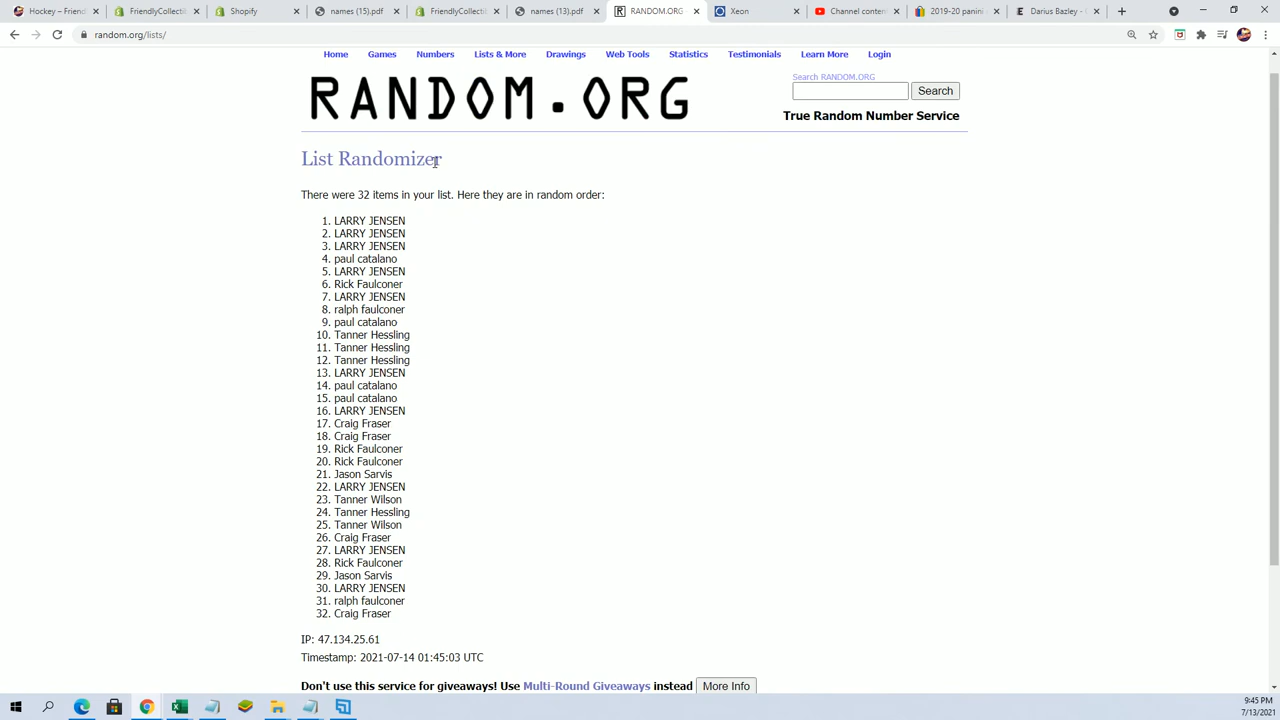 Hockey – Friend
FriendlyCollectic
Shopify
names (15).pdf
names (13).pdf
RANDOM.ORG
Xeon
Channel conten
2019-20 panini
Darius Bazley -
random.org/lists/
Home Games Numbers Lists & More Drawings Web Tools Statistics Testimonials Learn More Login
RANDOM.ORG
Search RANDOM.ORG
Search
True Random Number Service
List Randomizer
There were 32 items in your list. Here they are in random order:
1. LARRY JENSEN
2. LARRY JENSEN
3. LARRY JENSEN
4. paul catalano
5. LARRY JENSEN
6. Rick Faulconer
7. LARRY JENSEN
8. ralph faulconer
9. paul catalano
10. Tanner Hessling
11. Tanner Hessling
12. Tanner Hessling
13. LARRY JENSEN
14. paul catalano
15. paul catalano
16. LARRY JENSEN
17. Craig Fraser
18. Craig Fraser
19. Rick Faulconer
20. Rick Faulconer
21. Jason Sarvis
22. LARRY JENSEN
23. Tanner Wilson
24. Tanner Hessling
25. Tanner Wilson
26. Craig Fraser
27. LARRY JENSEN
28. Rick Faulconer
29. Jason Sarvis
30. LARRY JENSEN
31. ralph faulconer
32. Craig Fraser
IP: 47.134.25.61
Timestamp: 2021-07-14 01:45:03 UTC
Don't use this service for giveaways! Use Multi-Round Giveaways instead More Info
9:45 PM
7/13/2021